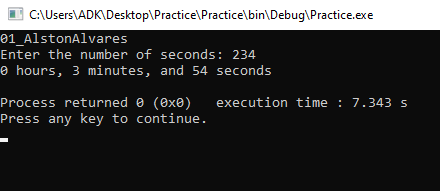 C:\Users\ADK\Desktop\Practice\Practice\bin\Debug\Practice.exe
01_AlstonAlvares
Enter the number of seconds: 234
0 hours, 3 minutes, and 54 seconds
Process returned 0 (0x0)   execution time : 7.343 s
Press any key to continue.